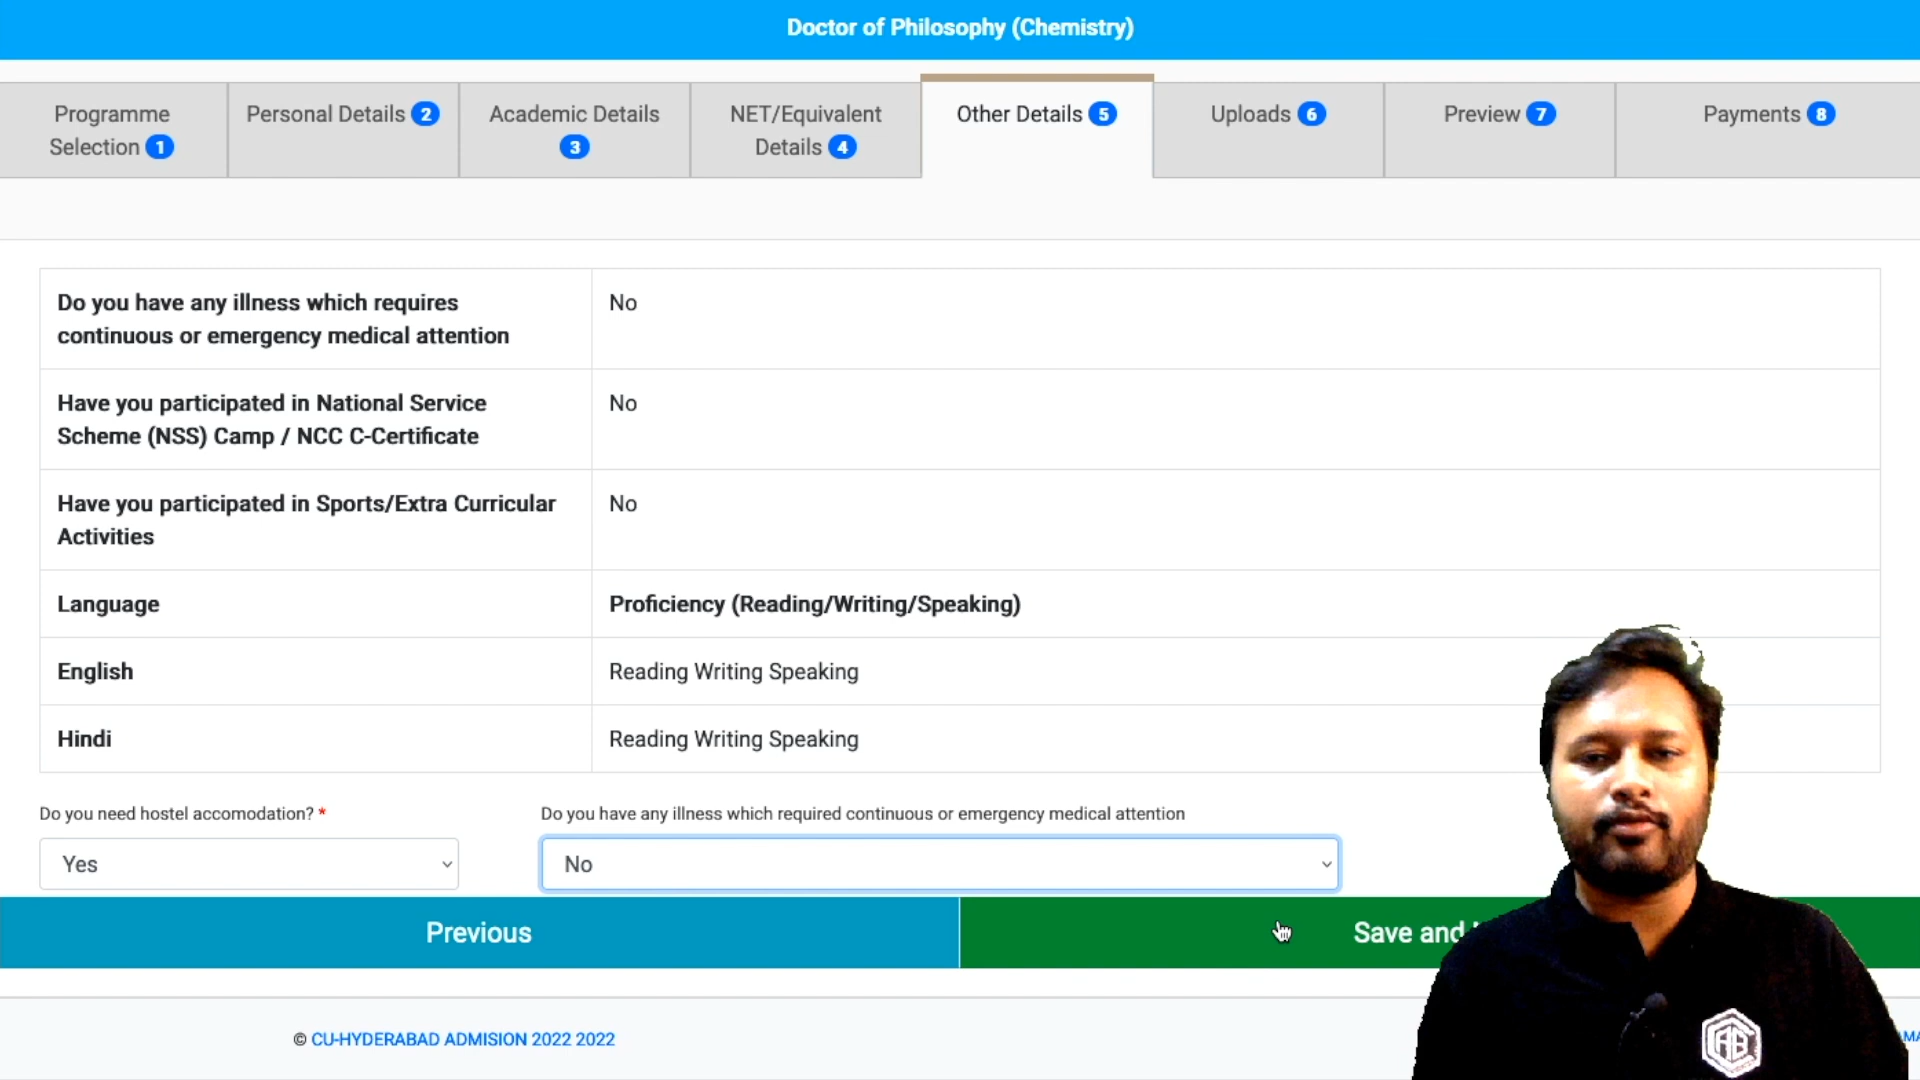 Doctor of Philosophy (Chemistry)
Programme
Selection 1
Personal Details 2
Academic Details
3
NET/Equivalent
Details 4
Other Details 5
Uploads 6
Preview 7
Payments 8
Do you have any illness which requires
continuous or emergency medical attention
No
Have you participated in National Service
Scheme (NSS) Camp / NCC C-Certificate
No
Have you participated in Sports/Extra Curricular
Activities
No
Language
Proficiency (Reading/Writing/Speaking)
English
Reading Writing Speaking
Hindi
Reading Writing Speaking
Do you need hostel accomodation? *
Do you have any illness which required continuous or emergency medical attention
Yes
No
Previous
Save and
© CU-HYDERABAD ADMISION 2022 2022